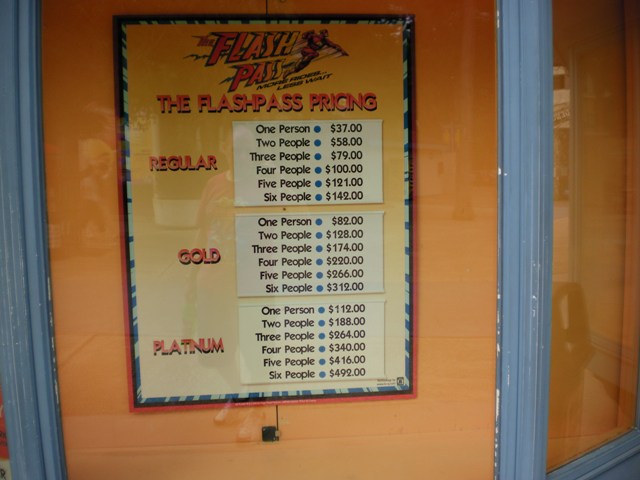 THE FLASH
PASS
MORE RIDES...
LESS WAIT
THE FLASHPASS PRICING
REGULAR
One Person • $37.00
Two People • $58.00
Three People • $79.00
Four People • $100.00
Five People • $121.00
Six People • $142.00
GOLD
One Person • $82.00
Two People • $128.00
Three People • $174.00
Four People • $220.00
Five People • $266.00
Six People • $312.00
PLATINUM
One Person • $112.00
Two People • $188.00
Three People • $264.00
Four People • $340.00
Five People • $416.00
Six People • $492.00